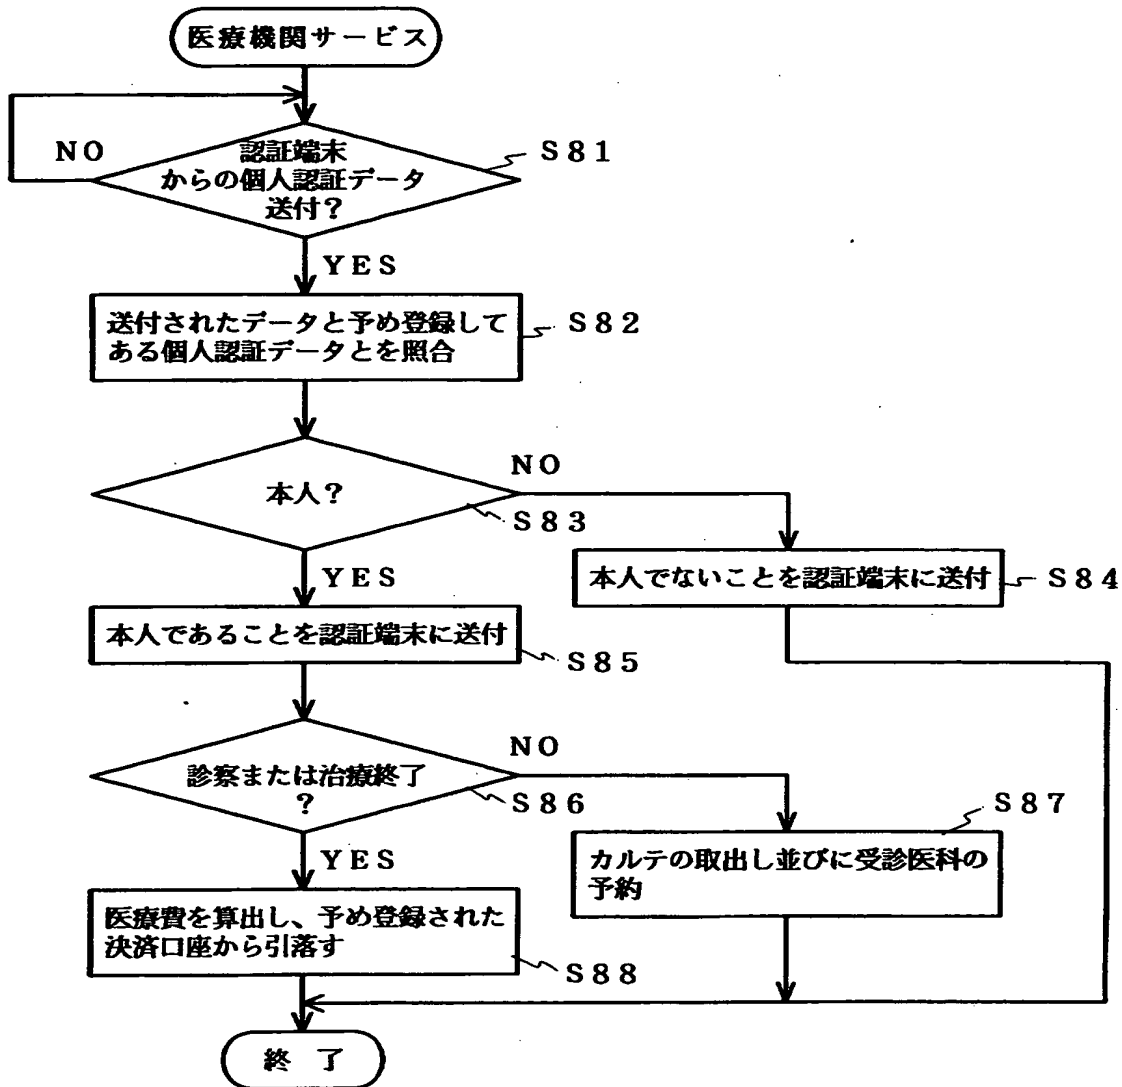 医療機関サービス
NO
認証端末
からの個人認証データ
送付？
S81
YES
送付されたデータと予め登録して
ある個人認証データとを照合
S82
本人？
NO
S83
YES
本人でないことを認証端末に送付
S84
本人であることを認証端末に送付
S85
診察または治療終了
？
NO
S86
S87
YES
カルテの取出し並びに受診医科の
予約
医療費を算出し、予め登録された
決済口座から引落す
S88
終 了